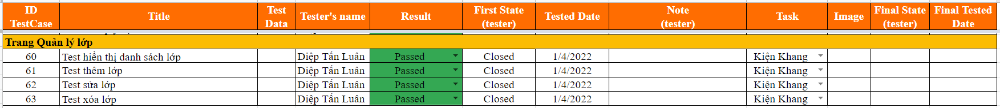 ID TestCase Title Test Data Tester's name Result First State (tester) Tested Date Note (tester) Task Image Final State (tester) Final Tested Date
Trang Quản lý lớp
60 Test hiển thị danh sách lớp Diệp Tấn Luân Passed Closed 1/4/2022 Kiện Khang
61 Test thêm lớp Diệp Tấn Luân Passed Closed 1/4/2022 Kiện Khang
62 Test sửa lớp Diệp Tấn Luân Passed Closed 1/4/2022 Kiện Khang
63 Test xóa lớp Diệp Tấn Luân Passed Closed 1/4/2022 Kiện Khang